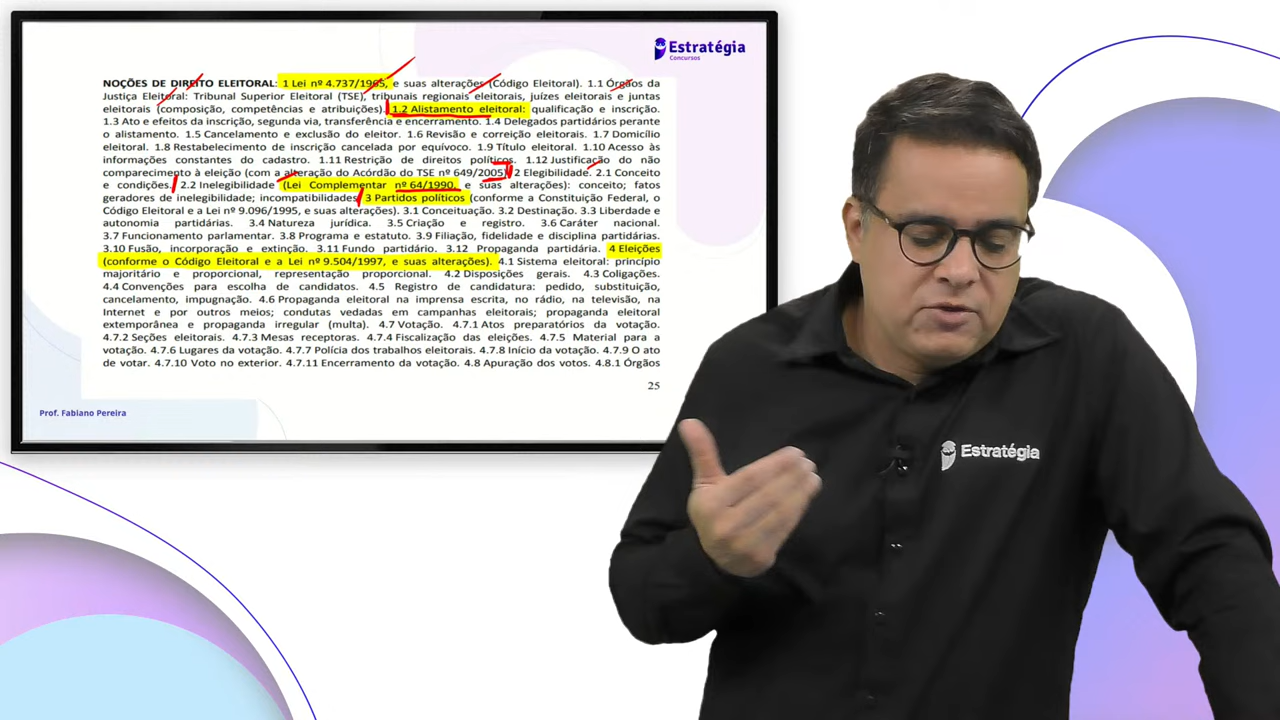 Estratégia
Concursos
NOÇÕES DE DIREITO ELEITORAL: 1 Lei nº 4.737/1965, e suas alterações (Código Eleitoral). 1.1 Órgãos da
Justiça Eleitoral: Tribunal Superior Eleitoral (TSE), tribunais regionais eleitorais, juízes eleitorais e juntas
eleitorais (composição, competências e atribuições). 1.2 Alistamento eleitoral: qualificação e inscrição.
1.3 Ato e efeitos da inscrição, segunda via, transferência e encerramento. 1.4 Delegados partidários perante
o alistamento. 1.5 Cancelamento e exclusão do eleitor. 1.6 Revisão e correição eleitorais. 1.7 Domicílio
eleitoral. 1.8 Restabelecimento de inscrição cancelada por equívoco. 1.9 Título eleitoral. 1.10 Acesso às
informações constantes do cadastro. 1.11 Restrição de direitos políticos. 1.12 Justificação do não
comparecimento à eleição (com a alteração do Acórdão do TSE nº 649/2005). 2 Elegibilidade. 2.1 Conceito
e condições. 2.2 Inelegibilidade (Lei Complementar nº 64/1990, e suas alterações): conceito; fatos
geradores de inelegibilidade; incompatibilidades. 3 Partidos políticos (conforme a Constituição Federal, o
Código Eleitoral e a Lei nº 9.096/1995, e suas alterações). 3.1 Conceituação. 3.2 Destinação. 3.3 Liberdade e
autonomia partidárias. 3.4 Natureza jurídica. 3.5 Criação e registro. 3.6 Caráter nacional.
3.7 Funcionamento parlamentar. 3.8 Programa e estatuto. 3.9 Filiação, fidelidade e disciplina partidárias.
3.10 Fusão, incorporação e extinção. 3.11 Fundo partidário. 3.12 Propaganda partidária. 4 Eleições
(conforme o Código Eleitoral e a Lei nº 9.504/1997, e suas alterações). 4.1 Sistema eleitoral: princípio
majoritário e proporcional, representação proporcional. 4.2 Disposições gerais. 4.3 Coligações.
4.4 Convenções para escolha de candidatos. 4.5 Registro de candidatura: pedido, substituição,
cancelamento, impugnação. 4.6 Propaganda eleitoral na imprensa escrita, no rádio, na televisão, na
Internet e por outros meios; condutas vedadas em campanhas eleitorais; propaganda eleitoral
extemporânea e propaganda irregular (multa). 4.7 Votação. 4.7.1 Atos preparatórios da votação.
4.7.2 Seções eleitorais. 4.7.3 Mesas receptoras. 4.7.4 Fiscalização das eleições. 4.7.5 Material para a
votação. 4.7.6 Lugares da votação. 4.7.7 Polícia dos trabalhos eleitorais. 4.7.8 Início da votação. 4.7.9 O ato
de votar. 4.7.10 Voto no exterior. 4.7.11 Encerramento da votação. 4.8 Apuração dos votos. 4.8.1 Órgãos
25
Prof. Fabiano Pereira
Estratégia